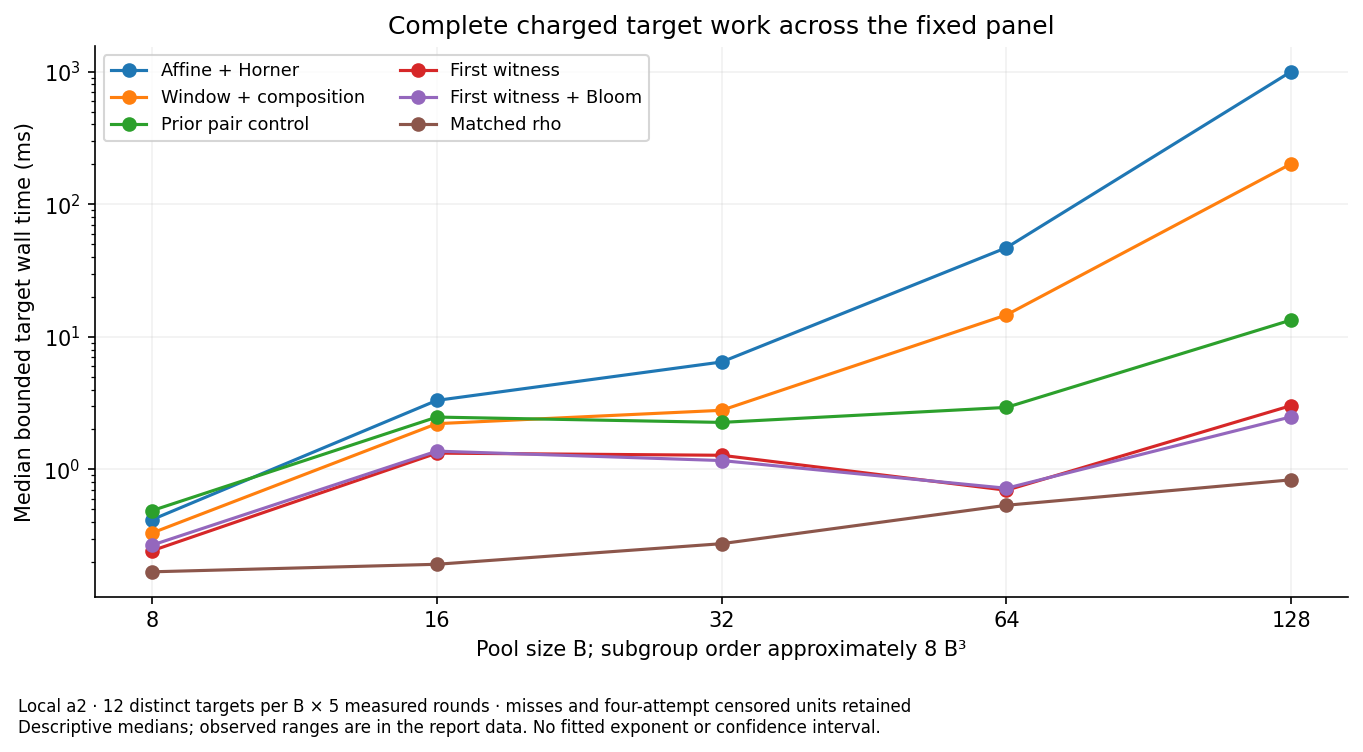 Complete charged target work across the fixed panel
Affine + Horner
Window + composition
Prior pair control
First witness
First witness + Bloom
Matched rho
Median bounded target wall time (ms)
10³
10²
10¹
10⁰
8 16 32 64 128
Pool size B; subgroup order approximately 8 B³
Local a2 · 12 distinct targets per B × 5 measured rounds · misses and four-attempt censored units retained
Descriptive medians; observed ranges are in the report data. No fitted exponent or confidence interval.